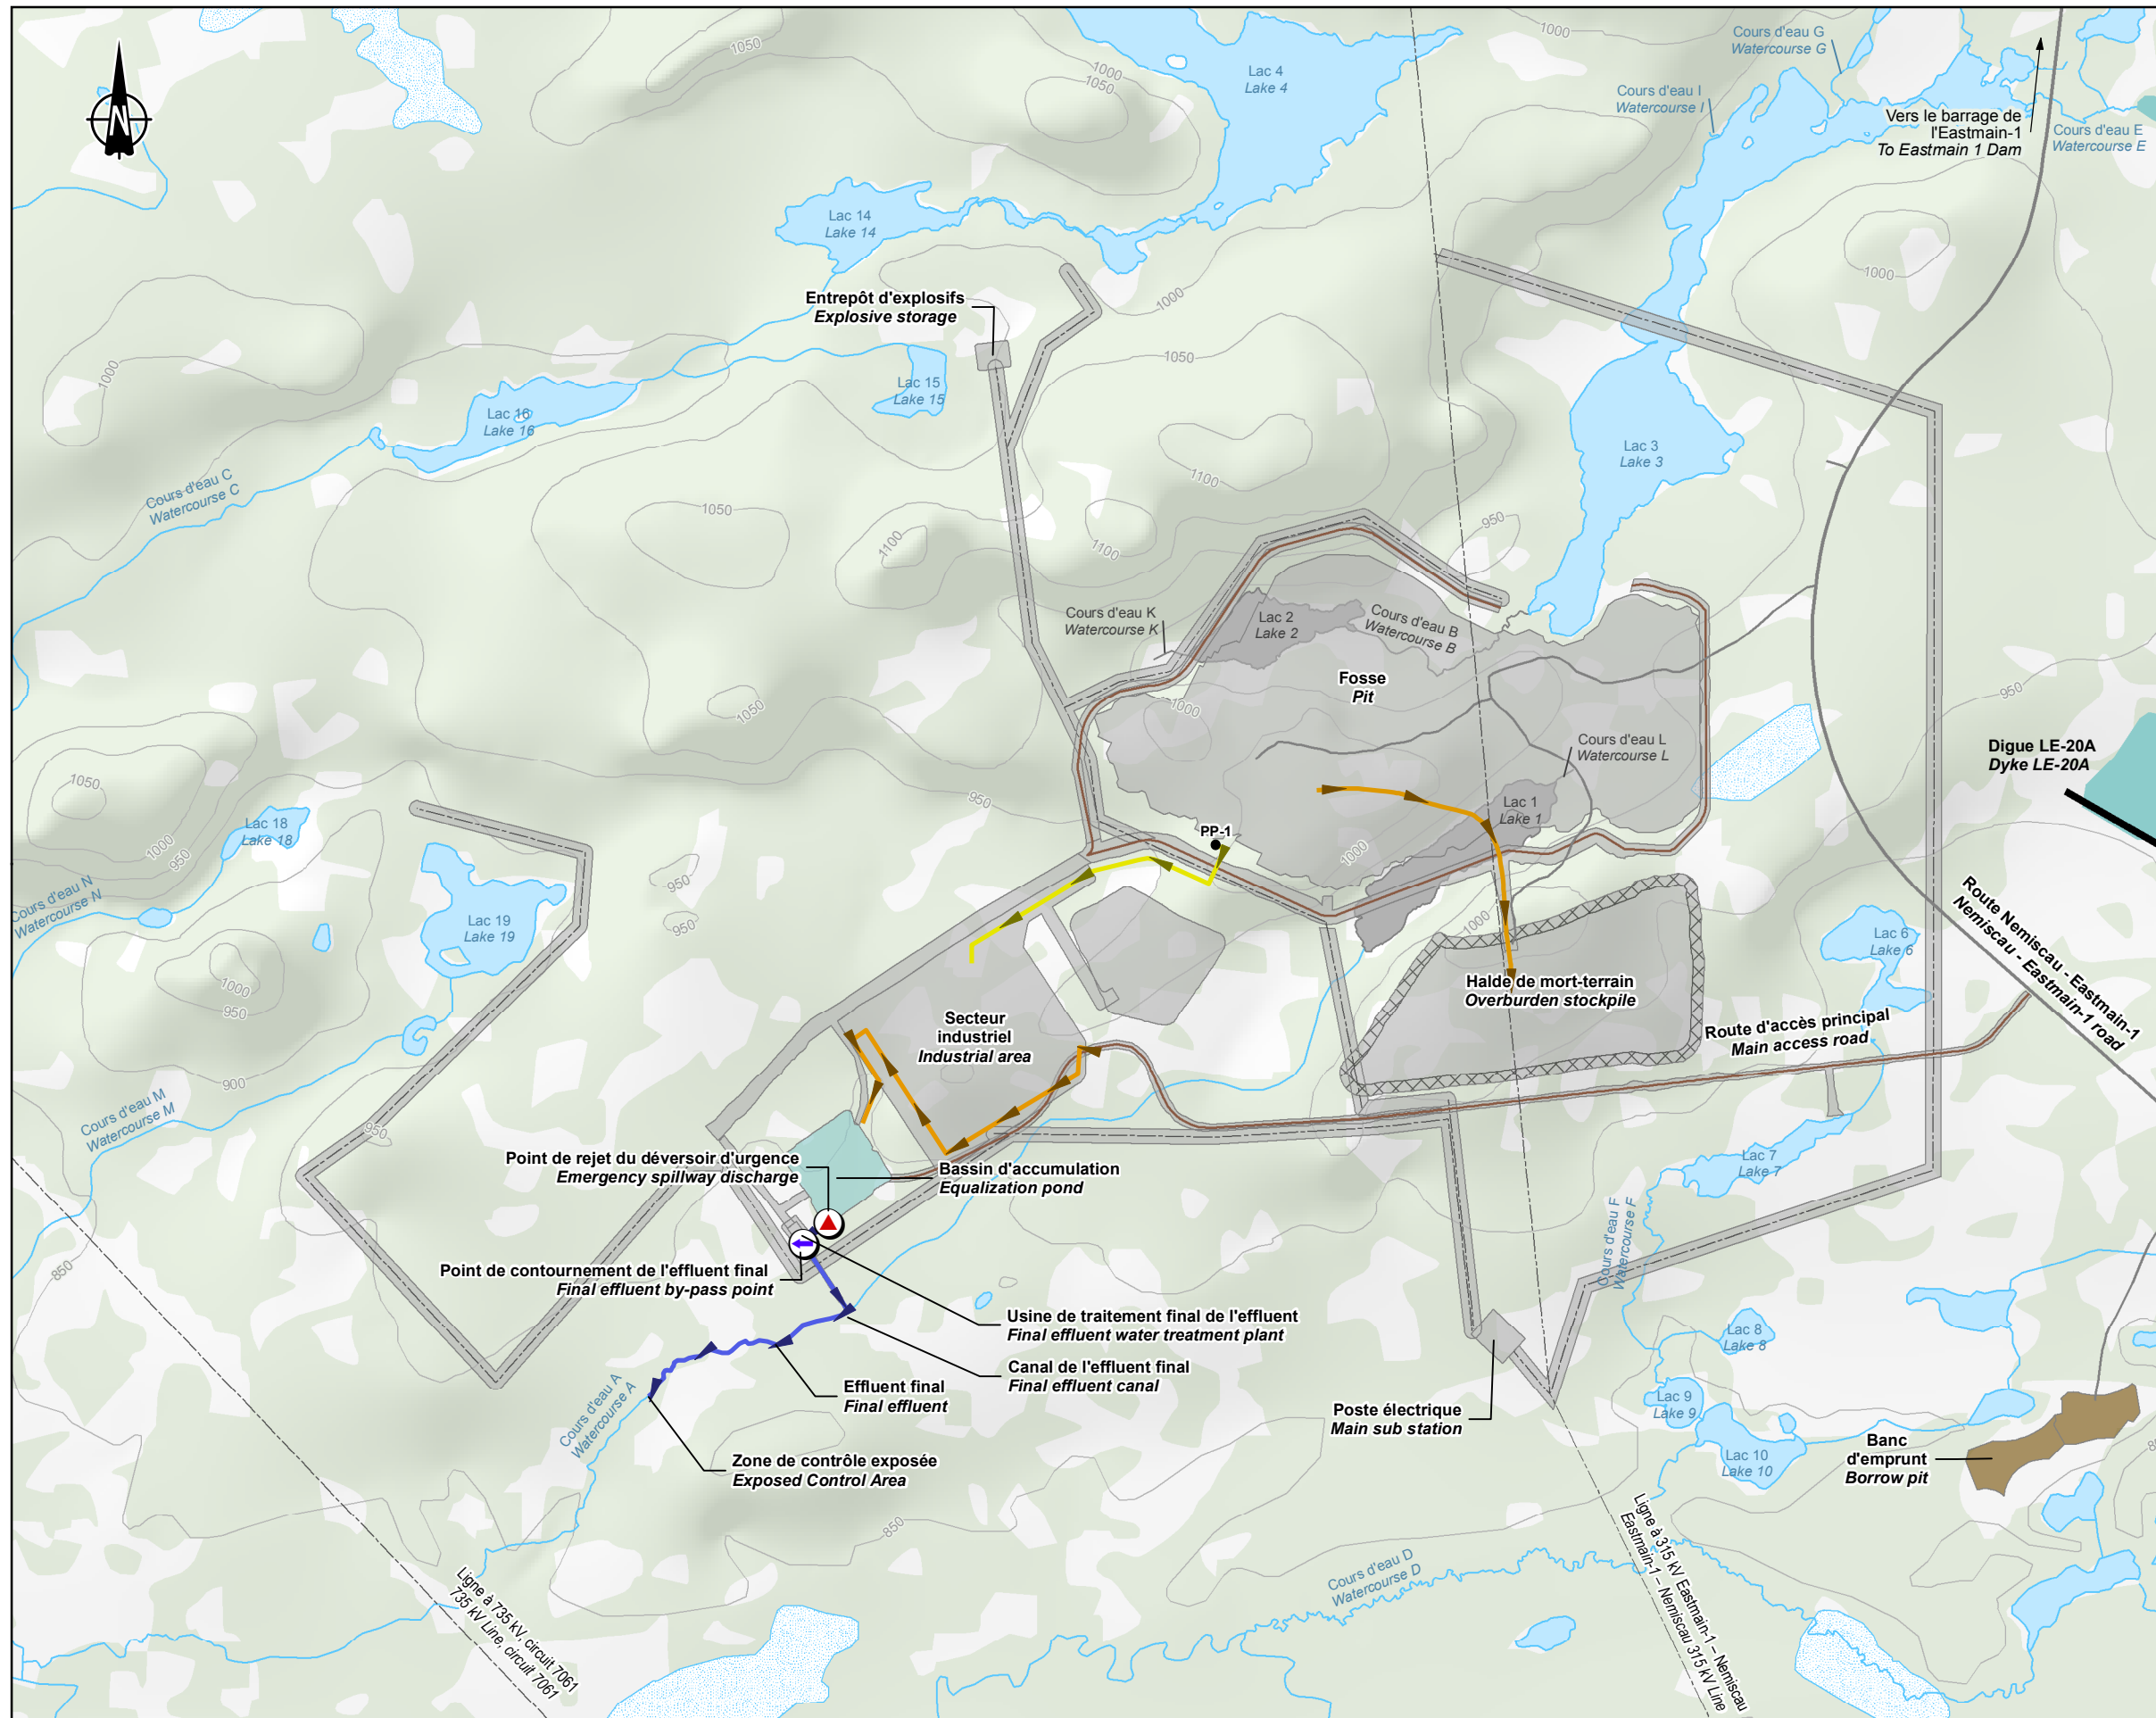 N
1050
1000
1050
Lac 4
Lake 4
1000
Cours d'eau G
Watercourse G
Cours d'eau I
Watercourse I
Vers le barrage de
l'Eastmain-1
To Eastmain 1 Dam
Cours d'eau E
Watercourse E
Lac 14
Lake 14
1000
Entrepôt d'explosifs
Explosive storage
1000
1050
1000
Lac 15
Lake 15
Lac 16
Lake 16
Lac 3
Lake 3
Cours d'eau C
Watercourse C
1100
1050
950
1100
1100
Cours d'eau K
Watercourse K
Lac 2
Lake 2
Cours d'eau B
Watercourse B
Fosse
Pit
1000
1050
950
Cours d'eau L
Watercourse L
Digue LE-20A
Dyke LE-20A
1050
950
Lac 1
Lake 1
Lac 18
Lake 18
1000
950
PP-1
1000
950
Cours d'eau N
Watercourse N
Lac 19
Lake 19
950
1000
Route Nemiscau - Eastmain-1
Nemiscau - Eastmain-1 road
Lac 6
Lake 6
1000
950
Halde de mort-terrain
Overburden stockpile
Secteur
industriel
Industrial area
Route d'accès principal
Main access road
900
Cours d'eau M
Watercourse M
950
Point de rejet du déversoir d'urgence
Emergency spillway discharge
Bassin d'accumulation
Equalization pond
Lac 7
Lake 7
Cours d'eau F
Watercourse F
850
Point de contournement de l'effluent final
Final effluent by-pass point
Usine de traitement final de l'effluent
Final effluent water treatment plant
Lac 8
Lake 8
Canal de l'effluent final
Final effluent canal
Effluent final
Final effluent
Cours d'eau A
Watercourse A
Lac 9
Lake 9
Poste électrique
Main sub station
Zone de contrôle exposée
Exposed Control Area
Lac 10
Lake 10
Banc
d'emprunt
Borrow pit
850
Ligne à 315 kV Eastmain-1 – Nemiscau
Eastmain-1 – Nemiscau 315 kV Line
Cours d'eau D
Watercourse D
Ligne à 735 kV, circuit 7061
735 kV Line, circuit 7061